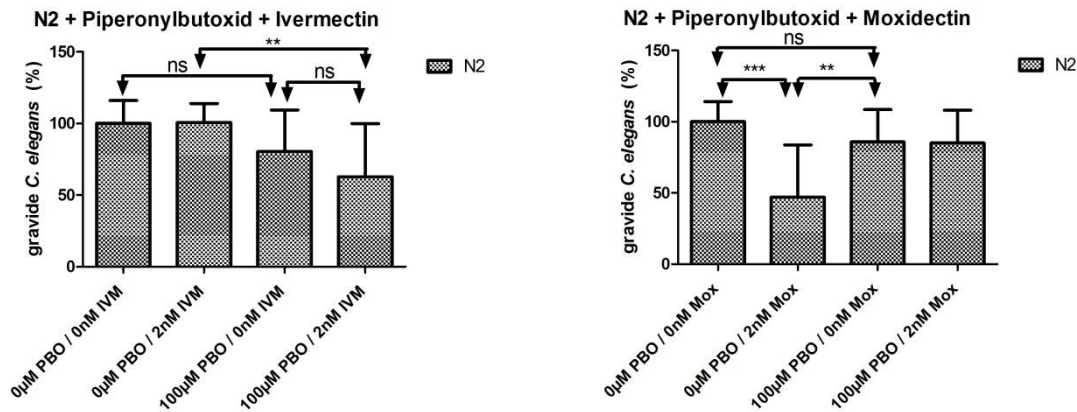 N2 + Piperonylbutoxid + Ivermectin
150
100
50
0
gravide C. elegans (%)
**
ns
ns
N2
0µM PBO / 0nM IVM
0µM PBO / 2nM IVM
100µM PBO / 0nM IVM
100µM PBO / 2nM IVM
N2 + Piperonylbutoxid + Moxidectin
150
100
50
0
gravide C. elegans (%)
ns
***
**
N2
0µM PBO / 0nM Mox
0µM PBO / 2nM Mox
100µM PBO / 0nM Mox
100µM PBO / 2nM Mox